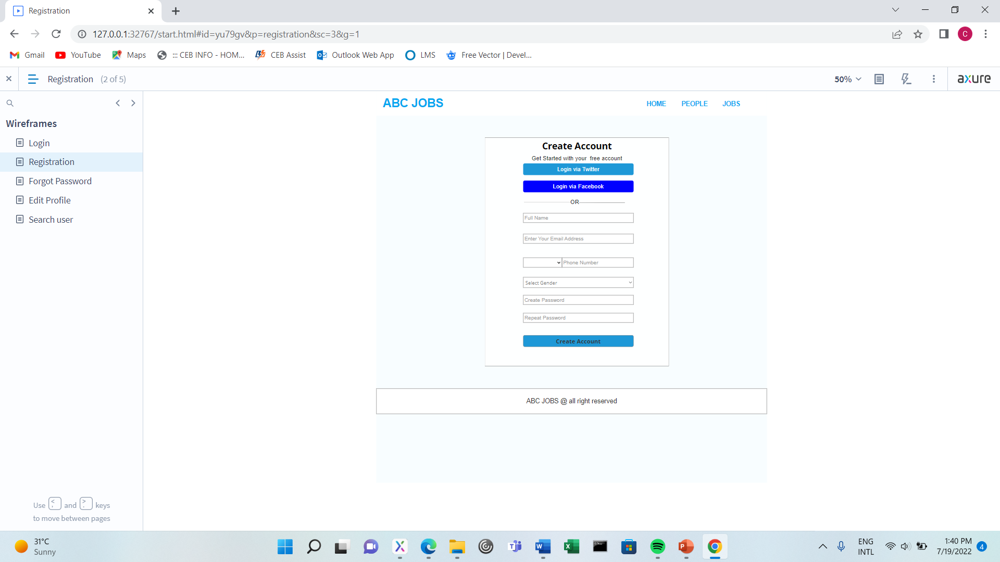 Registration
127.0.0.1:32767/start.html#id=yu79gv&p=registration&sc=3&g=1
C
Gmail
YouTube
Maps
::: CEB INFO - HOM...
CEB Assist
Outlook Web App
LMS
Free Vector | Devel...
Registration (2 of 5)
50%
axure
Wireframes
Login
Registration
Forgot Password
Edit Profile
Search user
Use < , and > . keys
to move between pages
ABC JOBS
HOME
PEOPLE
JOBS
Create Account
Get Started with your free account
Login via Twitter
Login via Facebook
OR
Full Name
Enter Your Email Address
Phone Number
Select Gender
Create Password
Repeat Password
Create Account
ABC JOBS @ all right reserved
31°C
Sunny
ENG
INTL
1:40 PM
7/19/2022
4